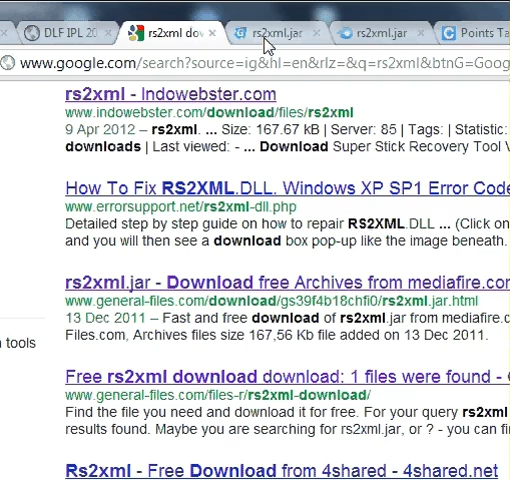 DLF IPL 20
rs2xml dow
rs2xml.jar
rs2xml.jar
Points Ta
www.google.com/search?source=ig&hl=en&rlz=&q=rs2xml&btnG=Goog
rs2xml - Indowebster.com
www.indowebster.com/download/files/rs2xml
9 Apr 2012 – rs2xml. ... Size: 167.67 kB | Server: 85 | Tags: | Statistic:
downloads | Last viewed: - ... Download Super Stick Recovery Tool V
How To Fix RS2XML.DLL. Windows XP SP1 Error Code
www.errorsupport.net/rs2xml-dll.php
Detailed step by step guide on how to repair RS2XML.DLL ... (Click on
and you will then see a download box pop-up like the image beneath.
rs2xml.jar - Download free Archives from mediafire.com
www.general-files.com/download/gs39f4b18chfi0/rs2xml.jar.html
13 Dec 2011 – Fast and free download of rs2xml.jar from mediafire.c
Files.com, Archives files size 167,56 Kb file added on 13 Dec 2011.
n tools
Free rs2xml download download: 1 files were found -
www.general-files.com/files-r/rs2xml-download/
Find the file you need and download it for free. For your query rs2xml
results found. Maybe you are searching for rs2xml.jar, or ? - you can fi
Rs2xml - Free Download from 4shared - 4shared.net